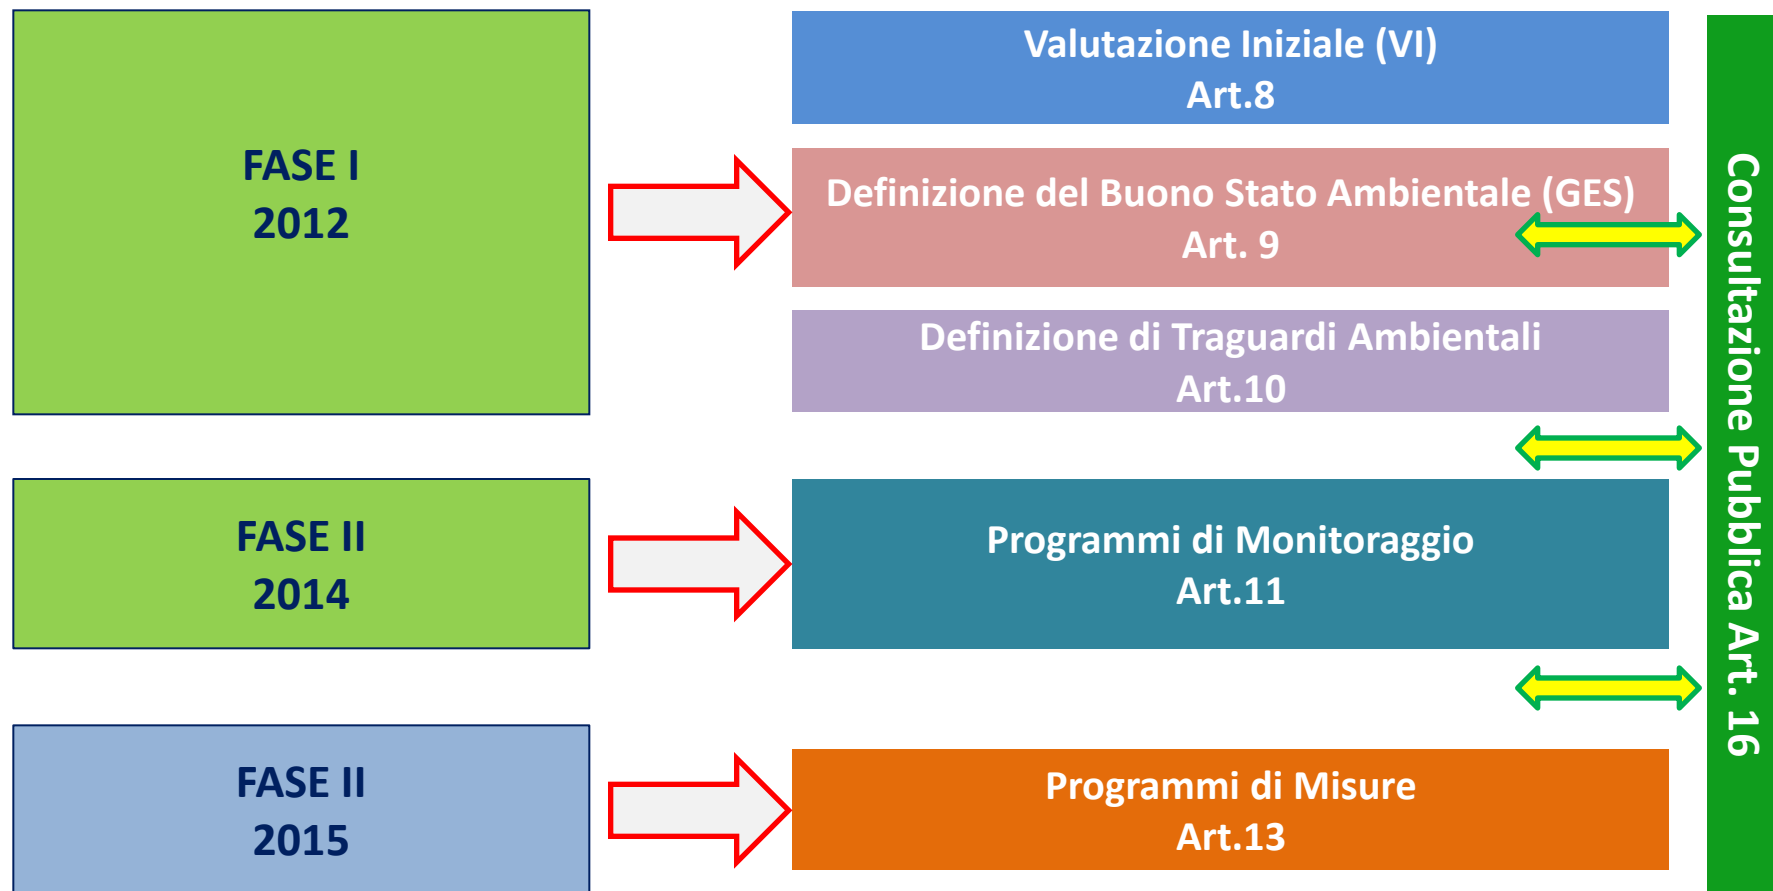 FASE I
2012
Valutazione Iniziale (VI)
Art.8
Definizione del Buono Stato Ambientale (GES)
Art. 9
Definizione di Traguardi Ambientali
Art.10
FASE II
2014
Programmi di Monitoraggio
Art.11
FASE II
2015
Programmi di Misure
Art.13
Consultazione Pubblica Art. 16